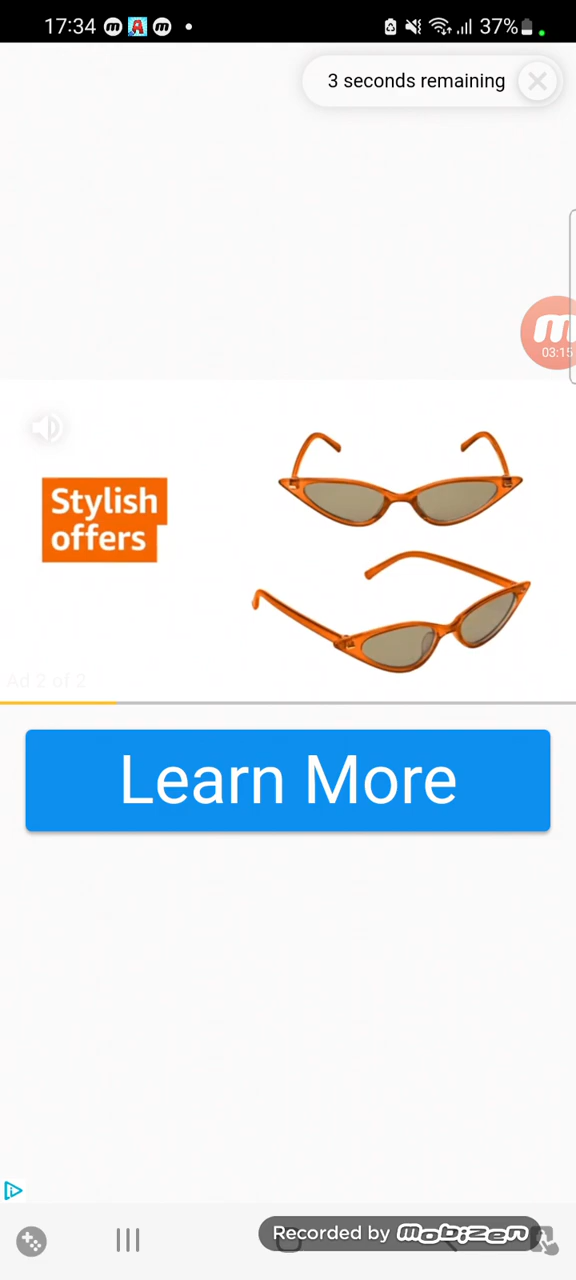 17:34
37%
3 seconds remaining
03:15
Stylish
offers
Ad 2 of 2
Learn More
Recorded by mobizen